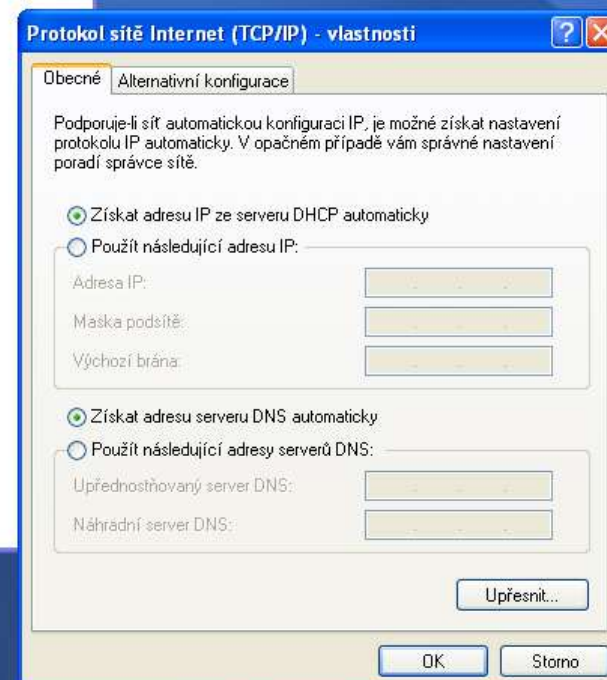 Protokol sítě Internet (TCP/IP) - vlastnosti
Obecné
Alternativní konfigurace
Podporuje-li síť automatickou konfiguraci IP, je možné získat nastavení
protokolu IP automaticky. V opačném případě vám správné nastavení
poradí správce sítě.
Získat adresu IP ze serveru DHCP automaticky
Použít následující adresu IP:
Adresa IP:
Maska podsítě:
Výchozí brána:
Získat adresu serveru DNS automaticky
Použít následující adresy serverů DNS:
Upřednostňovaný server DNS:
Náhradní server DNS:
Upřesnit...
OK
Storno